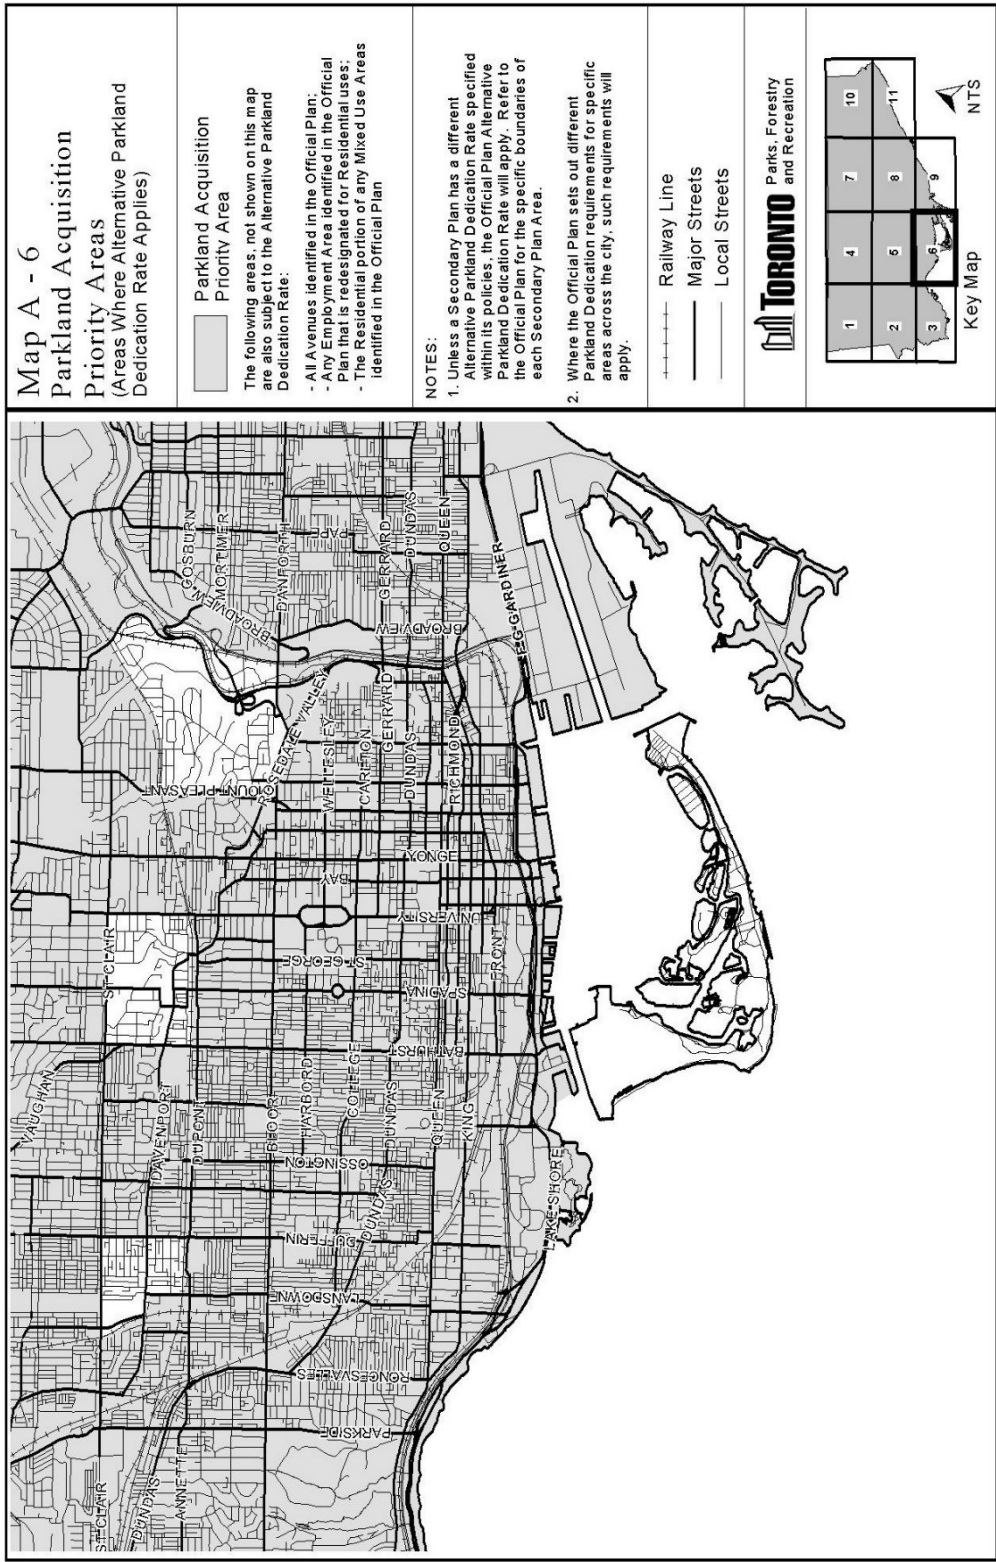 Map A - 6
Parkland Acquisition
Priority Areas
(Areas Where Alternative Parkland
Dedication Rate Applies)
Parkland Acquisition
Priority Area
The following areas, not shown on this map
are also subject to the Alternative Parkland
Dedication Rate:
- All Avenues identified in the Official Plan;
- Any Employment Area identified in the Official
Plan that is redesignated for Residential uses;
- The Residential portion of any Mixed Use Areas
identified in the Official Plan
NOTES:
1. Unless a Secondary Plan has a different
Alternative Parkland Dedication Rate specified
within its policies, the Official Plan Alternative
Parkland Dedication Rate will apply. Refer to
the Official Plan for the specific boundaries of
each Secondary Plan Area.
2. Where the Official Plan sets out different
Parkland Dedication requirements for specific
areas across the city, such requirements will
apply.
Railway Line
Major Streets
Local Streets
TORONTO
Parks, Forestry
and Recreation
1
2
3
4
5
6
7
8
9
10
11
Key Map
NTS
ST CLAIR
DUNDAS
ANNETTE
PARKSIDE
RONCESVALLES
LANSDOWNE
DUFFERIN
DUNDAS
OSSINGTON
VAUGHAN
DAVENPORT
DUPONT
BLOOR
HARBORD
COLLEGE
DUNDAS
QUEEN
KING
LAKE SHORE
BATHURST
SPADINA
ST GEORGE
ST CLAIR
FRONT
UNIVERSITY
BAY
YONGE
MOUNT PLEASANT
ROSEDALE VALLEY
WELLESLEY
CARLTON
GERRARD
DUNDAS
RICHMOND
BROADVIEW
COSBURN
MORTIMER
BROADVIEW
DANFORTH
PAPE
GERRARD
DUNDAS
QUEEN
F G GARDINER